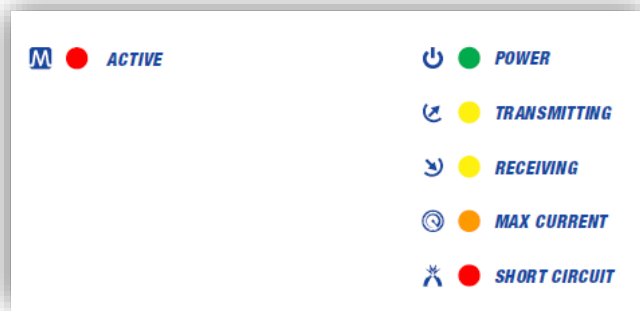 ACTIVE
POWER
TRANSMITTING
RECEIVING
MAX CURRENT
SHORT CIRCUIT